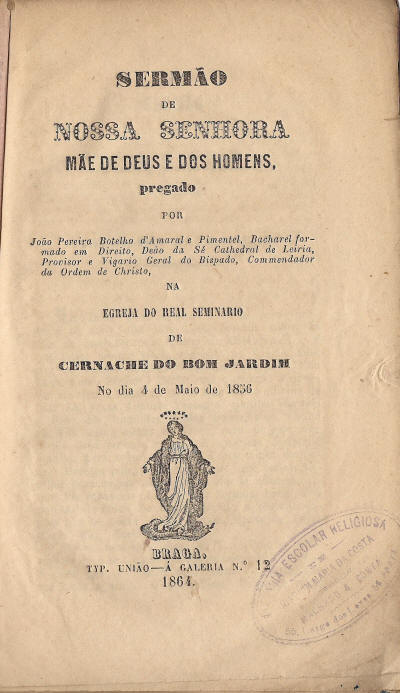 SERMÃO
DE
NOSSA SENHORA
MÃE DE DEUS E DOS HOMENS,
pregado
POR
João Pereira Botelho d'Amaral e Pimentel, Bacharel for-
mado em Direito, Deão da Sé Cathedral de Leiria,
Provisor e Vigario Geral do Bispado, Commendador
da Ordem de Christo,
NA
EGREJA DO REAL SEMINARIO
DE
CERNACHE DO BOM JARDIM
No dia 4 de Maio de 1856
BRAGA,
TYP. UNIÃO—Á GALERIA N.º 12
1864.
ESCOLAR RELIGIOSA
COSTA